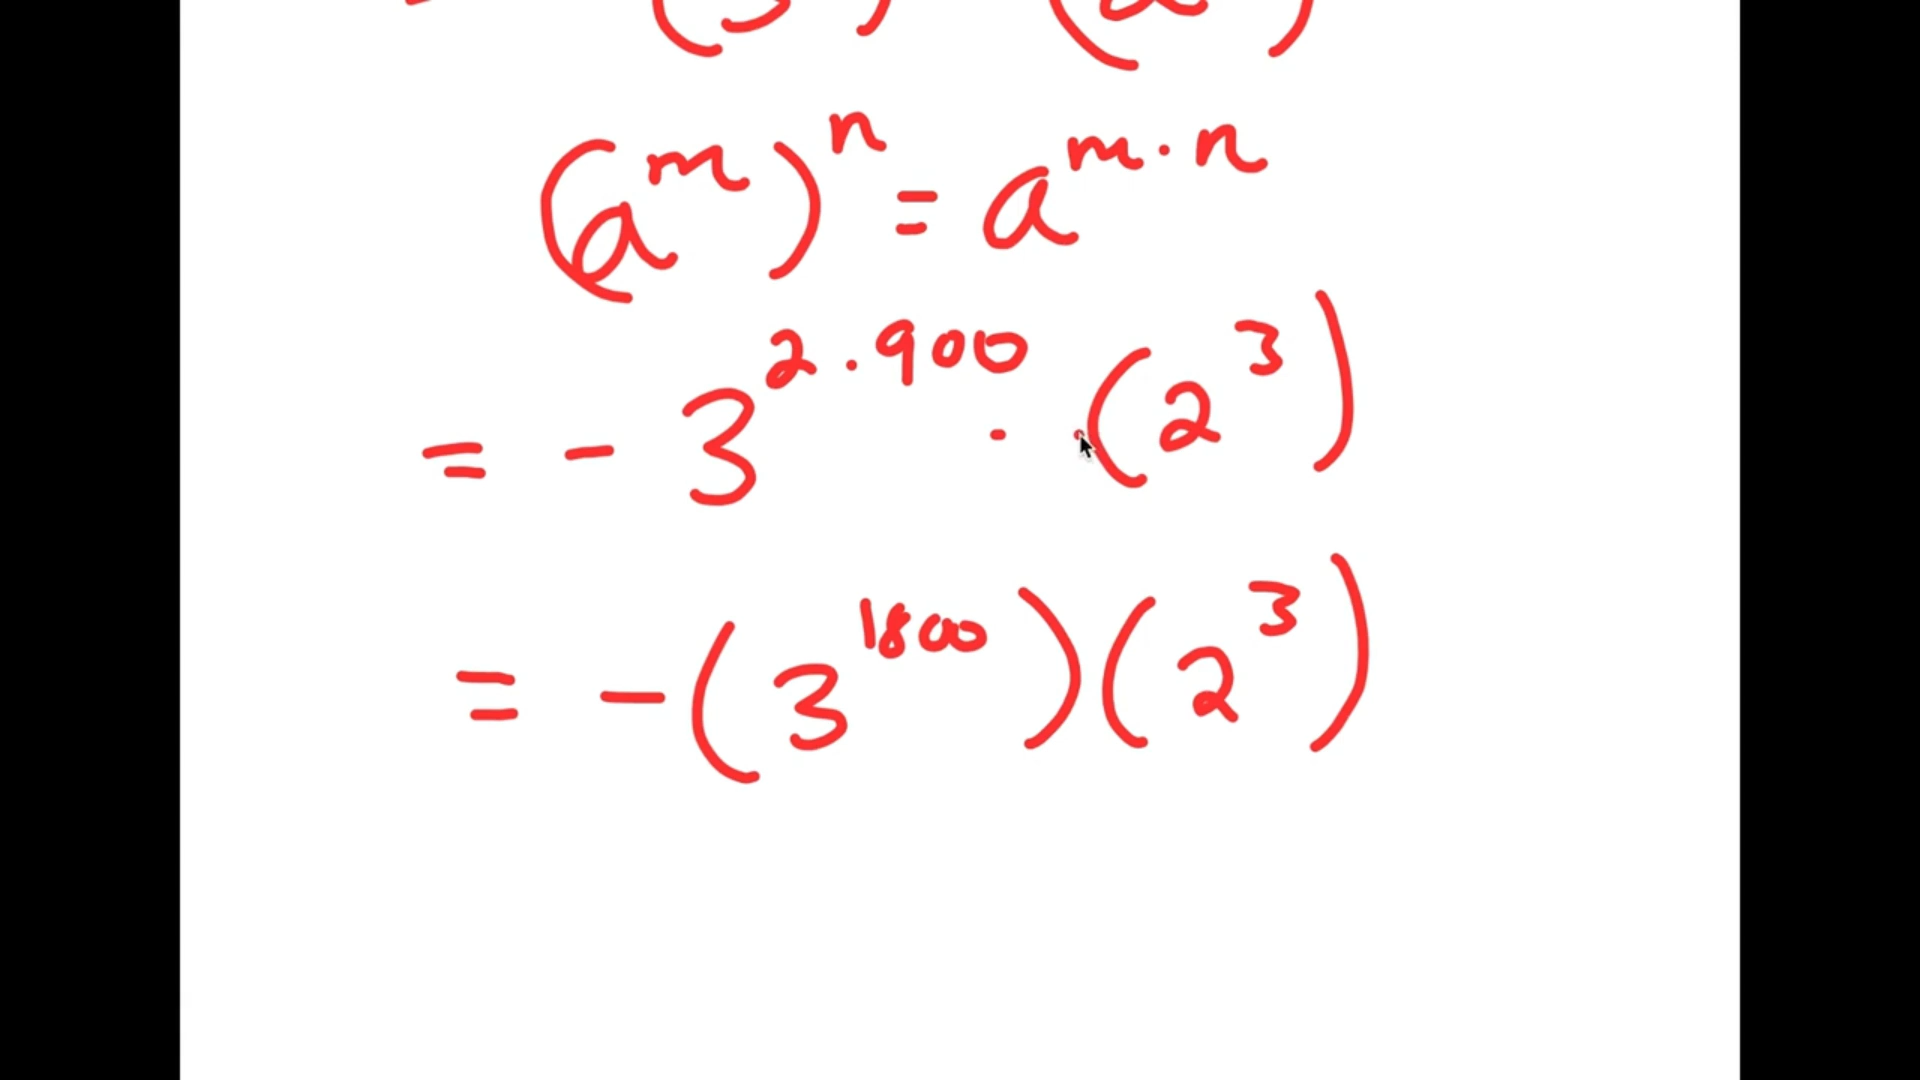 (a^m)^n = a^{m·n}
= - 3^{2·900} · (2^3)
= - (3^{1800})(2^3)